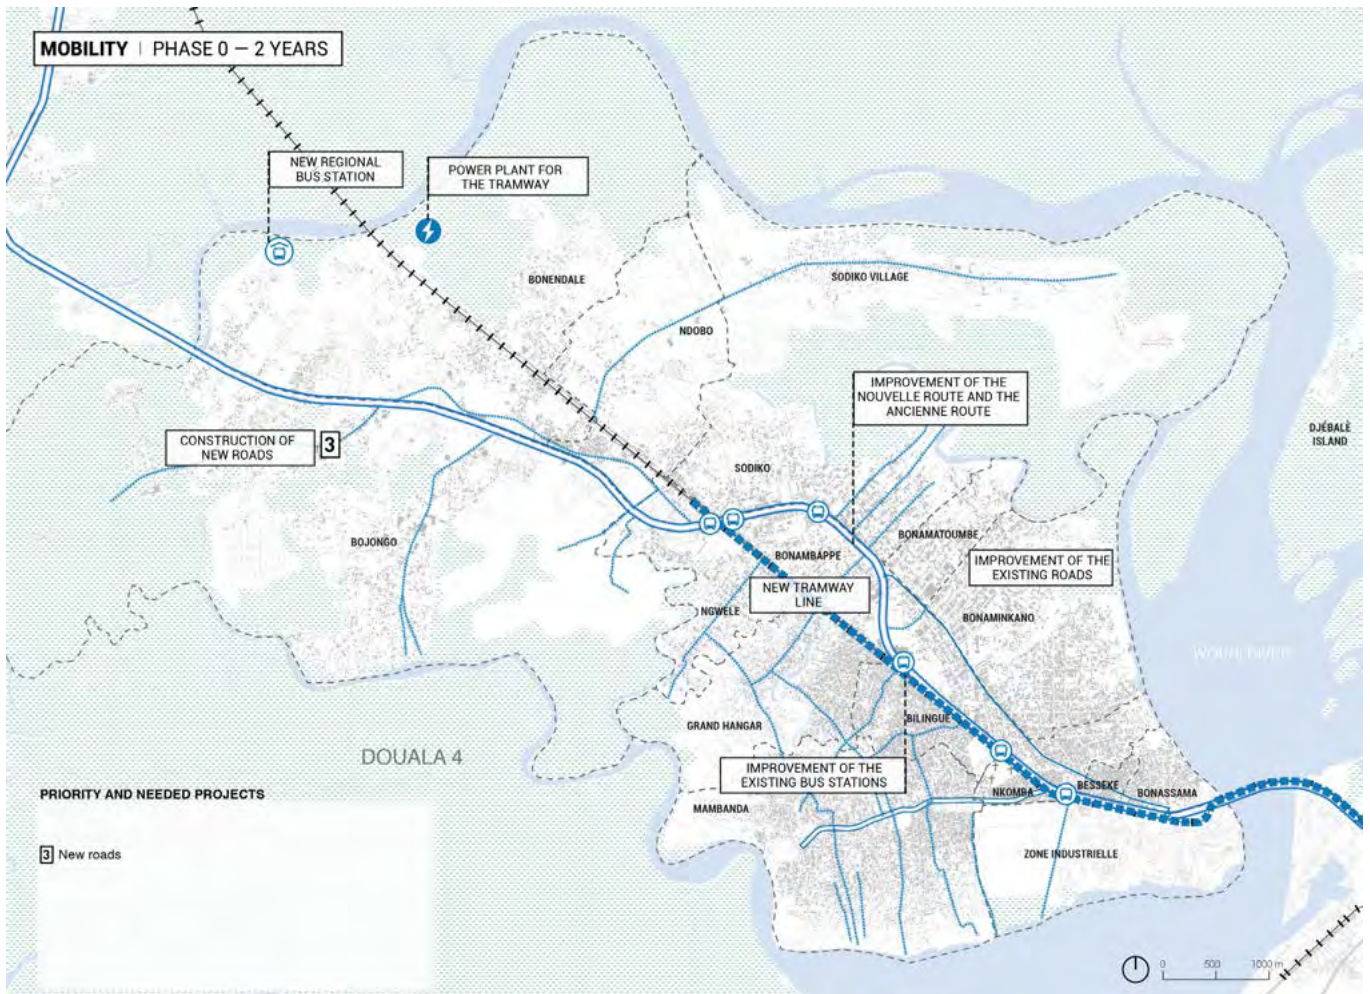 MOBILITY | PHASE 0 — 2 YEARS
NEW REGIONAL
BUS STATION
POWER PLANT FOR
THE TRAMWAY
BONENDALE
SODIKO VILLAGE
NDOBO
IMPROVEMENT OF THE
NOUVELLE ROUTE AND THE
ANCIENNE ROUTE
CONSTRUCTION OF
NEW ROADS
3
DJÉBALÈ
ISLAND
SODIKO
BOJONGO
BONAMATOUMBE
BONAMBAPPE
IMPROVEMENT OF THE
EXISTING ROADS
NEW TRAMWAY
LINE
NGWELE
BONAMINKANO
WOURI RIVER
GRAND HANGAR
BILINGUE
DOUALA 4
IMPROVEMENT OF THE
EXISTING BUS STATIONS
NKOMBA
BESSEKE
BONASSAMA
MAMBANDA
ZONE INDUSTRIELLE
PRIORITY AND NEEDED PROJECTS
3 New roads
0 500 1000 m